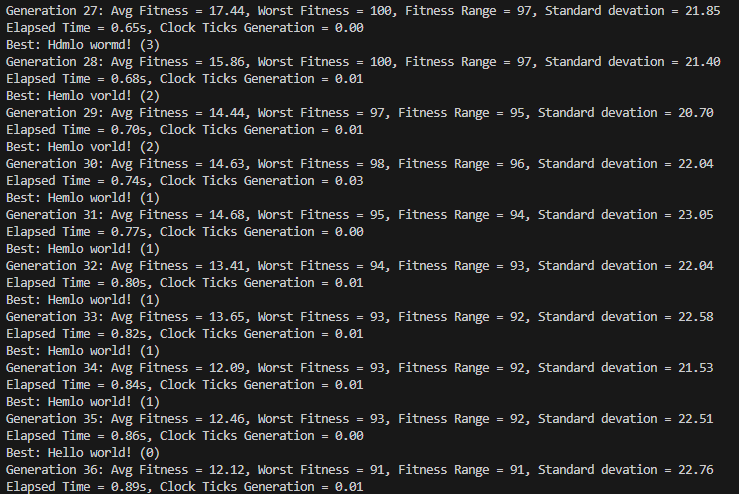 Generation 27: Avg Fitness = 17.44, Worst Fitness = 100, Fitness Range = 97, Standard devation = 21.85
Elapsed Time = 0.65s, Clock Ticks Generation = 0.00
Best: Hdmlo wormd! (3)
Generation 28: Avg Fitness = 15.86, Worst Fitness = 100, Fitness Range = 97, Standard devation = 21.40
Elapsed Time = 0.68s, Clock Ticks Generation = 0.01
Best: Hemlo vorld! (2)
Generation 29: Avg Fitness = 14.44, Worst Fitness = 97, Fitness Range = 95, Standard devation = 20.70
Elapsed Time = 0.70s, Clock Ticks Generation = 0.01
Best: Hemlo vorld! (2)
Generation 30: Avg Fitness = 14.63, Worst Fitness = 98, Fitness Range = 96, Standard devation = 22.04
Elapsed Time = 0.74s, Clock Ticks Generation = 0.03
Best: Hemlo world! (1)
Generation 31: Avg Fitness = 14.68, Worst Fitness = 95, Fitness Range = 94, Standard devation = 23.05
Elapsed Time = 0.77s, Clock Ticks Generation = 0.00
Best: Hemlo world! (1)
Generation 32: Avg Fitness = 13.41, Worst Fitness = 94, Fitness Range = 93, Standard devation = 22.04
Elapsed Time = 0.80s, Clock Ticks Generation = 0.01
Best: Hemlo world! (1)
Generation 33: Avg Fitness = 13.65, Worst Fitness = 93, Fitness Range = 92, Standard devation = 22.58
Elapsed Time = 0.82s, Clock Ticks Generation = 0.01
Best: Hemlo world! (1)
Generation 34: Avg Fitness = 12.09, Worst Fitness = 93, Fitness Range = 92, Standard devation = 21.53
Elapsed Time = 0.84s, Clock Ticks Generation = 0.01
Best: Hemlo world! (1)
Generation 35: Avg Fitness = 12.46, Worst Fitness = 93, Fitness Range = 92, Standard devation = 22.51
Elapsed Time = 0.86s, Clock Ticks Generation = 0.00
Best: Hello world! (0)
Generation 36: Avg Fitness = 12.12, Worst Fitness = 91, Fitness Range = 91, Standard devation = 22.76
Elapsed Time = 0.89s, Clock Ticks Generation = 0.01